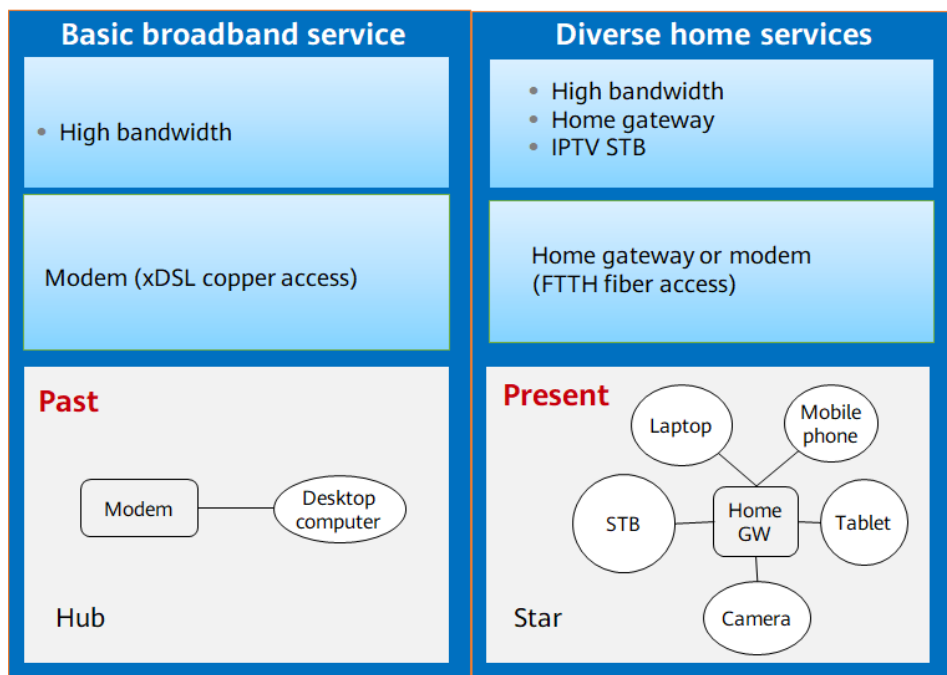 Basic broadband service
• High bandwidth
Modem (xDSL copper access)
Past
Modem
Desktop
computer
Hub
Diverse home services
• High bandwidth
• Home gateway
• IPTV STB
Home gateway or modem
(FTTH fiber access)
Present
Laptop
Mobile
phone
STB
Home
GW
Tablet
Camera
Star